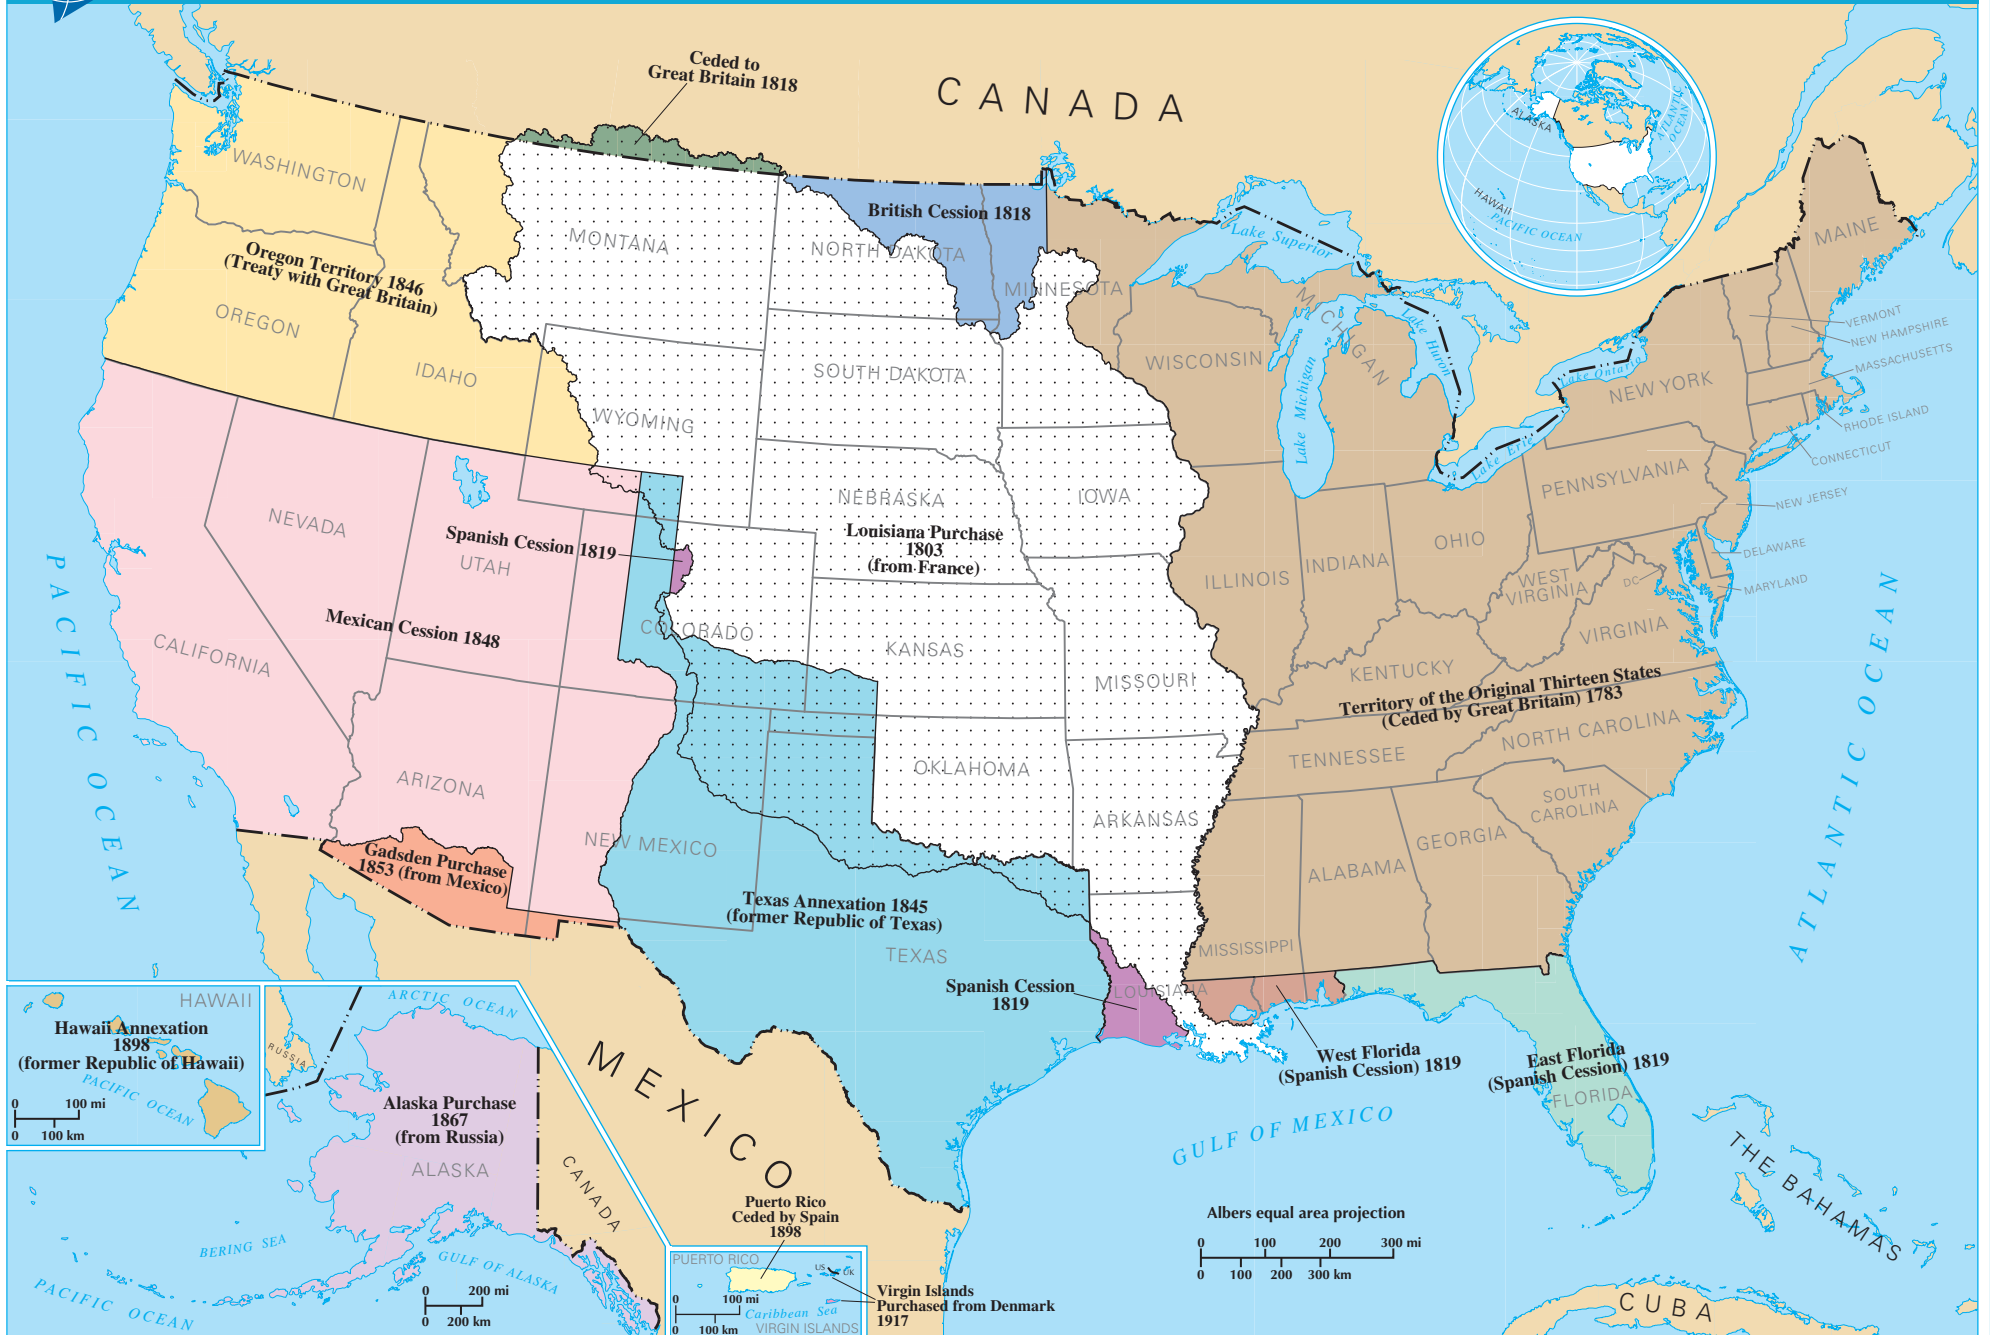 Ceded to
Great Britain 1818
CANADA
ALASKA
ATLANTIC
OCEAN
HAWAII
PACIFIC OCEAN
WASHINGTON
Oregon Territory 1846
(Treaty with Great Britain)
OREGON
IDAHO
MONTANA
British Cession 1818
NORTH DAKOTA
MINNESOTA
Lake Superior
MICHIGAN
Lake Huron
Lake Michigan
WISCONSIN
Lake Ontario
Lake Erie
MAINE
VERMONT
NEW HAMPSHIRE
MASSACHUSETTS
NEW YORK
RHODE ISLAND
CONNECTICUT
WYOMING
SOUTH DAKOTA
NEBRASKA
IOWA
PENNSYLVANIA
NEW JERSEY
NEVADA
UTAH
Spanish Cession 1819
Louisiana Purchase
1803
(from France)
ILLINOIS
INDIANA
OHIO
WEST
VIRGINIA
DC
DELAWARE
MARYLAND
VIRGINIA
PACIFIC OCEAN
CALIFORNIA
Mexican Cession 1848
COLORADO
KANSAS
MISSOURI
KENTUCKY
Territory of the Original Thirteen States
(Ceded by Great Britain) 1783
ATLANTIC OCEAN
ARIZONA
NEW MEXICO
OKLAHOMA
ARKANSAS
TENNESSEE
NORTH CAROLINA
SOUTH
CAROLINA
GEORGIA
ALABAMA
MISSISSIPPI
Gadsden Purchase
1853 (from Mexico)
Texas Annexation 1845
(former Republic of Texas)
TEXAS
Spanish Cession
1819
LOUISIANA
West Florida
(Spanish Cession) 1819
East Florida
(Spanish Cession) 1819
FLORIDA
GULF OF MEXICO
MEXICO
THE BAHAMAS
CUBA
HAWAII
Hawaii Annexation
1898
(former Republic of Hawaii)
PACIFIC OCEAN
0 100 mi
0 100 km
ARCTIC OCEAN
RUSSIA
Alaska Purchase
1867
(from Russia)
ALASKA
CANADA
BERING SEA
GULF OF ALASKA
PACIFIC OCEAN
0 200 mi
0 200 km
Puerto Rico
Ceded by Spain
1898
PUERTO RICO
US
UK
0 100 mi
Caribbean Sea
0 100 km
VIRGIN ISLANDS
Virgin Islands
Purchased from Denmark
1917
Albers equal area projection
0 100 200 300 mi
0 100 200 300 km